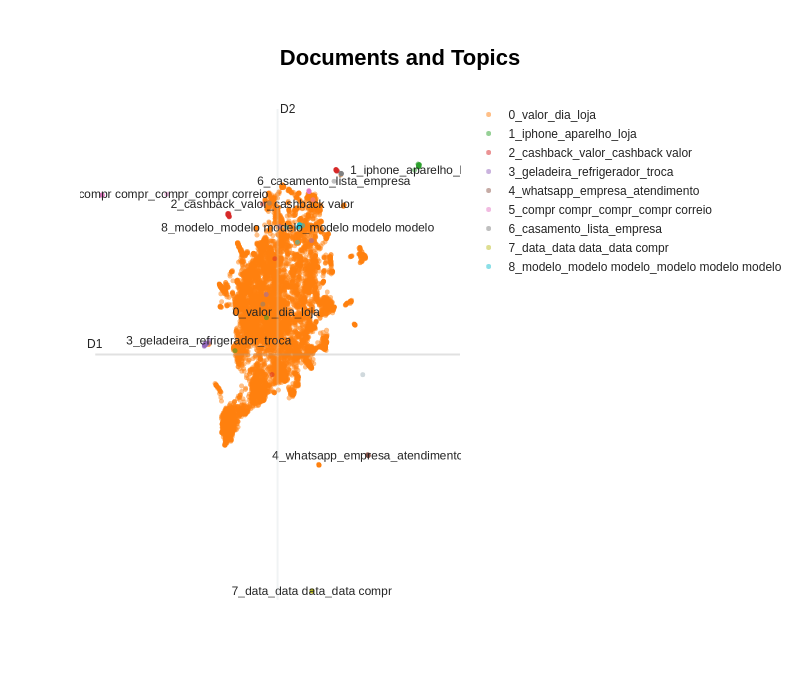 Documents and Topics
D2
0_valor_dia_loja
1_iphone_aparelho_loja
2_cashback_valor_cashback valor
3_geladeira_refrigerador_troca
4_whatsapp_empresa_atendimento
5_compr compr_compr_compr correio
6_casamento_lista_empresa
7_data_data data_data compr
8_modelo_modelo modelo_modelo modelo modelo
1_iphone_aparelho_l
6_casamento_lista_empresa
compr compr_compr_compr correio
2_cashback_valor_cashback valor
8_modelo_modelo modelo_modelo modelo modelo
0_valor_dia_loja
D1
3_geladeira_refrigerador_troca
4_whatsapp_empresa_atendimento
7_data_data data_data compr